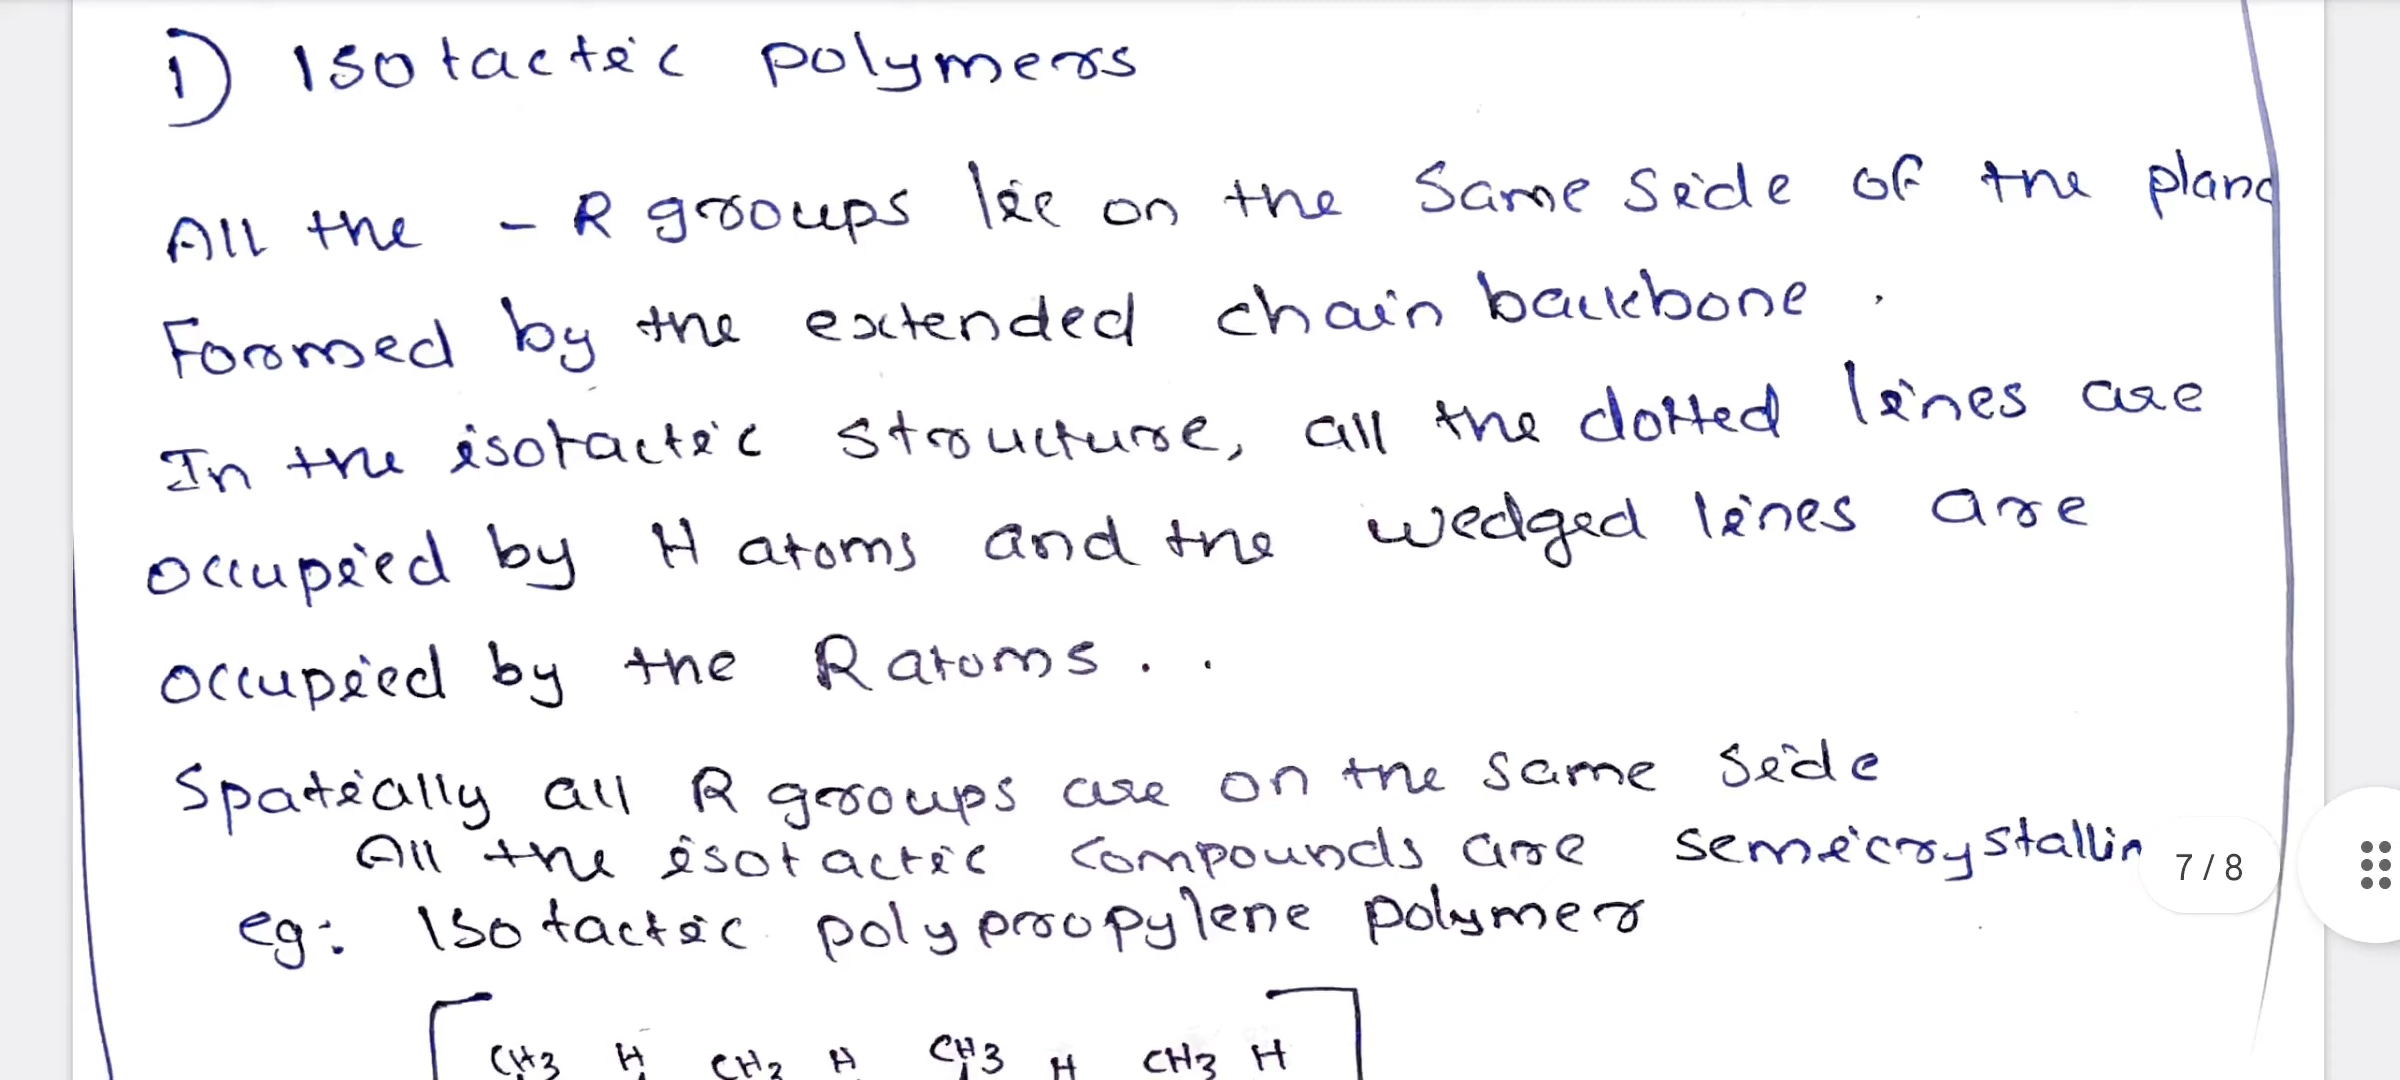 1) Isotactic polymers
All the - R groups lie on the same side of the plane
Formed by the extended chain backbone.
In the isotactic structure, all the dotted lines are
occupied by H atoms and the wedged lines are
occupied by the R atoms..
Spatially all R groups are on the same side
All the isotactic compounds are semicrystallin
7 / 8
eg: Isotactic polypropylene polymer
CH3 H CH3 H CH3 H CH3 H